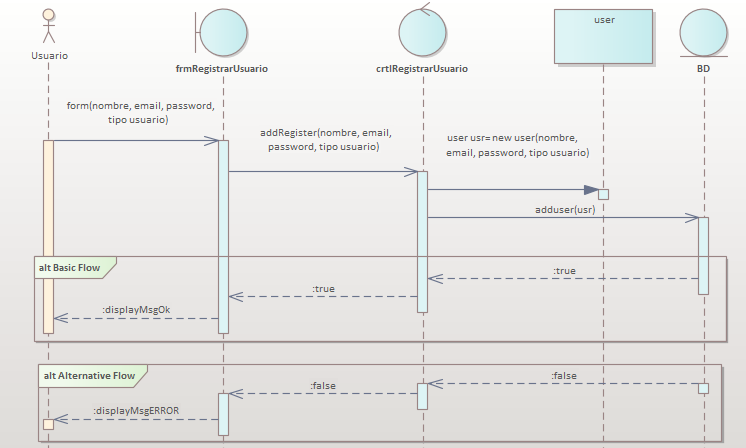 user
Usuario
frmRegistrarUsuario
crtlRegistrarUsuario
BD
form(nombre, email, password,
tipo usuario)
addRegister(nombre, email,
password, tipo usuario)
user usr= new user(nombre,
email, password, tipo usuario)
adduser(usr)
alt Basic Flow
:true
:true
:displayMsgOk
alt Alternative Flow
:false
:false
:displayMsgERROR